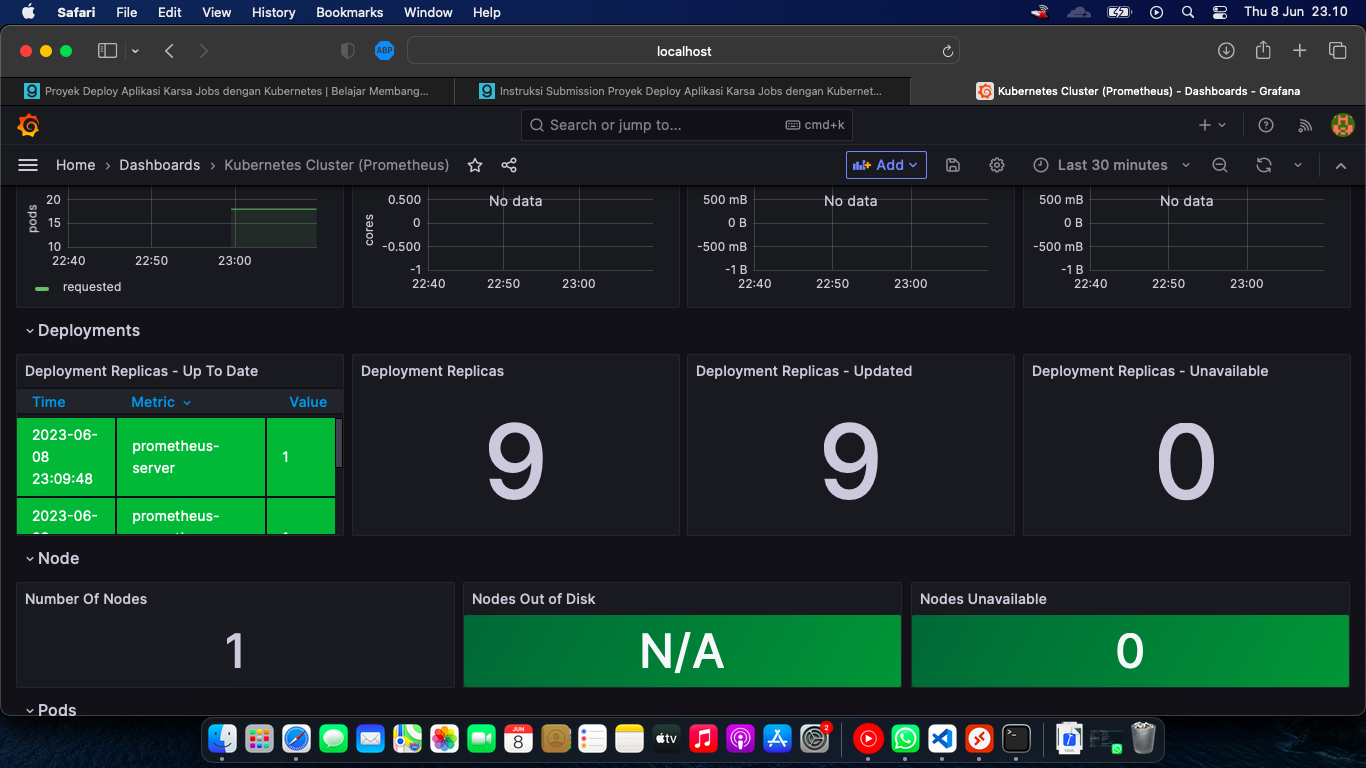 Safari File Edit View History Bookmarks Window Help Thu 8 Jun 23.10
ABP localhost
Proyek Deploy Aplikasi Karsa Jobs dengan Kubernetes | Belajar Membang... Instruksi Submission Proyek Deploy Aplikasi Karsa Jobs dengan Kubernet... Kubernetes Cluster (Prometheus) - Dashboards - Grafana
Search or jump to... cmd+k
Home › Dashboards › Kubernetes Cluster (Prometheus) Add Last 30 minutes
pods
20
15
10
22:40 22:50 23:00
requested
cores
0.500
0
-0.500
-1
No data
22:40 22:50 23:00
500 mB
0 B
-500 mB
-1 B
No data
22:40 22:50 23:00
500 mB
0 B
-500 mB
-1 B
No data
22:40 22:50 23:00
Deployments
Deployment Replicas - Up To Date
Time Metric Value
2023-06-
08
23:09:48
prometheus-
server
1
2023-06-
prometheus-
Deployment Replicas
9
Deployment Replicas - Updated
9
Deployment Replicas - Unavailable
0
Node
Number Of Nodes
1
Nodes Out of Disk
N/A
Nodes Unavailable
0
Pods
JUN
8
tv
2